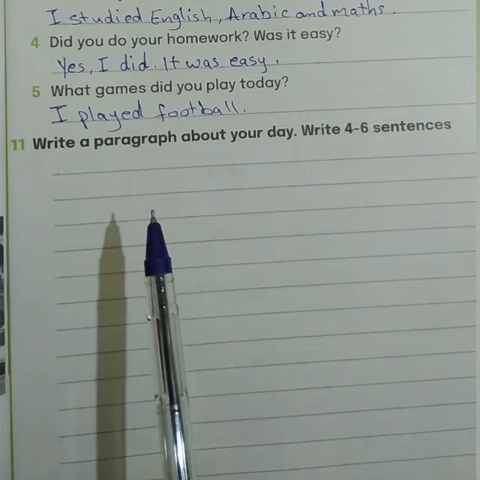 I studied English, Arabic and maths.
4 Did you do your homework? Was it easy?
Yes, I did. It was easy.
5 What games did you play today?
I played football.
11 Write a paragraph about your day. Write 4-6 sentences